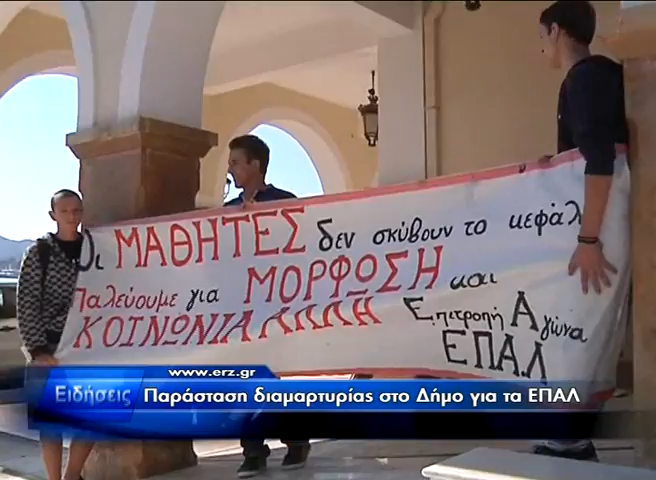 Οι ΜΑΘΗΤΕΣ δεν σκύβουν το κεφάλι
Παλεύουμε για ΜΟΡΦΩΣΗ και
ΚΟΙΝΩΝΙΑ ΑΛΛΗ Επιτροπή Αγώνα
ΕΠΑΛ
www.erz.gr
Ειδήσεις Παράσταση διαμαρτυρίας στο Δήμο για τα ΕΠΑΛ